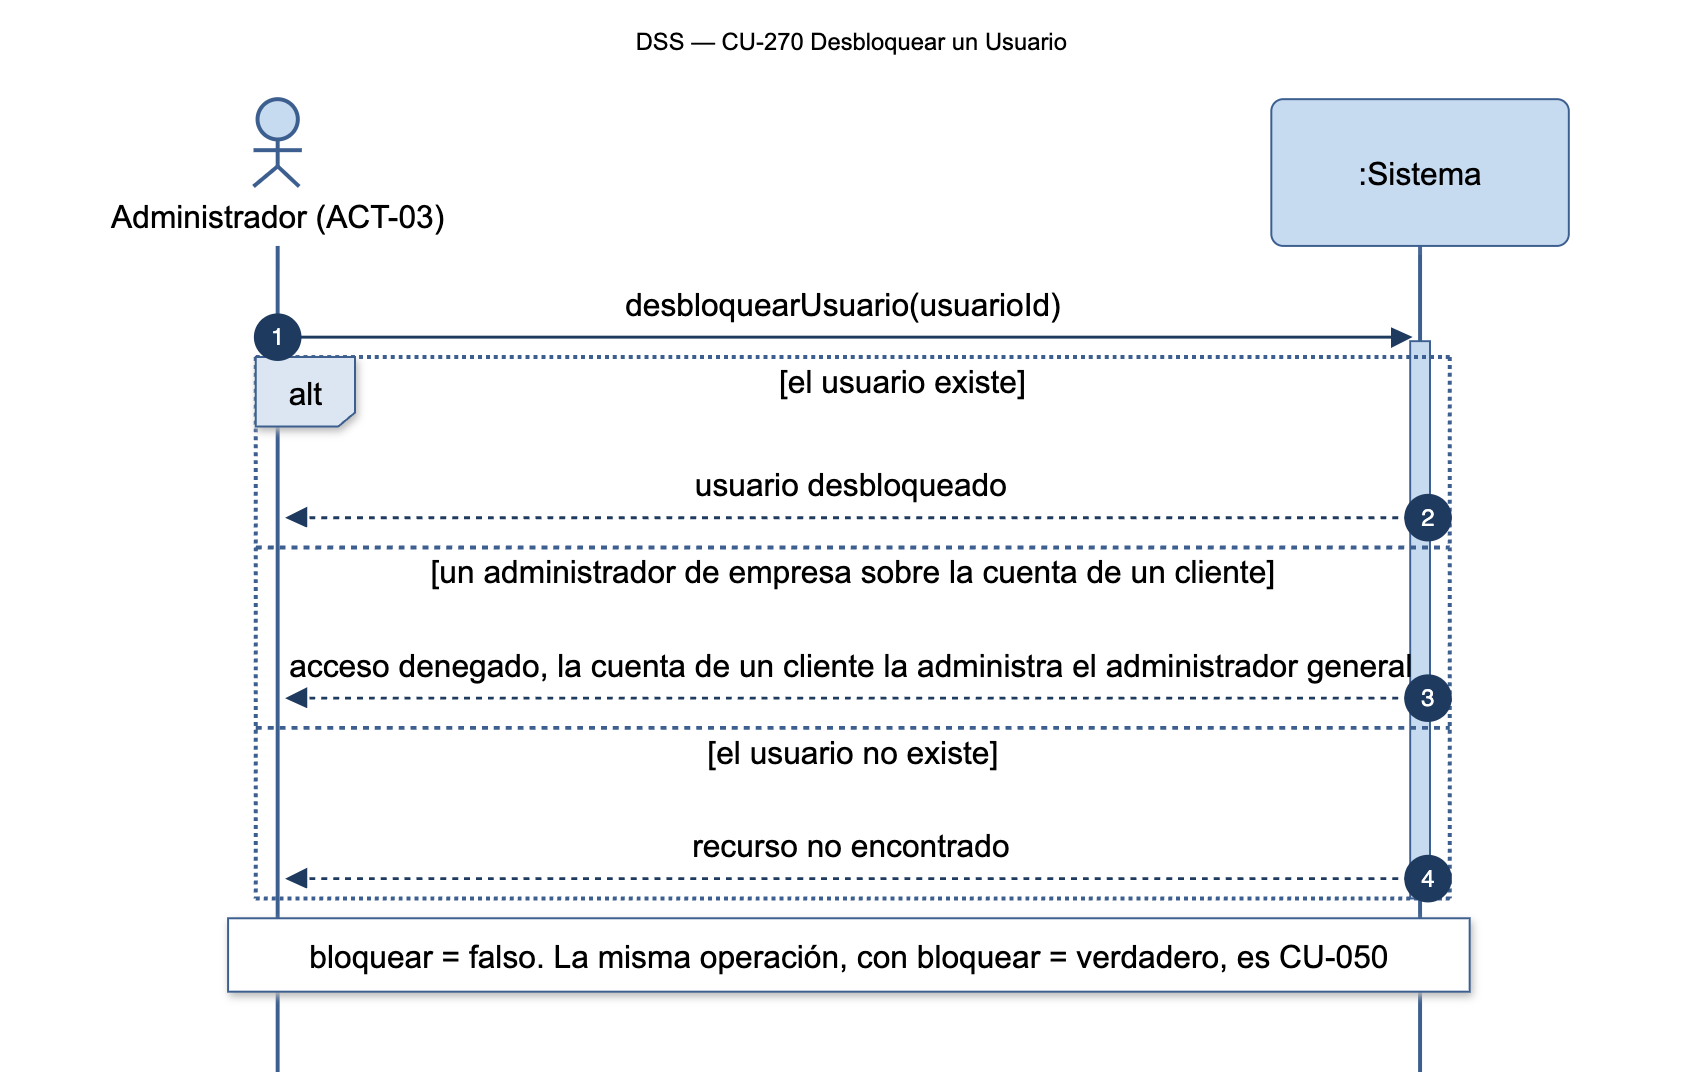 DSS — CU-270 Desbloquear un Usuario
Administrador (ACT-03)
:Sistema
desbloquearUsuario(usuarioId)
1
alt
[el usuario existe]
usuario desbloqueado
2
[un administrador de empresa sobre la cuenta de un cliente]
acceso denegado, la cuenta de un cliente la administra el administrador general
3
[el usuario no existe]
recurso no encontrado
4
bloquear = falso. La misma operación, con bloquear = verdadero, es CU-050